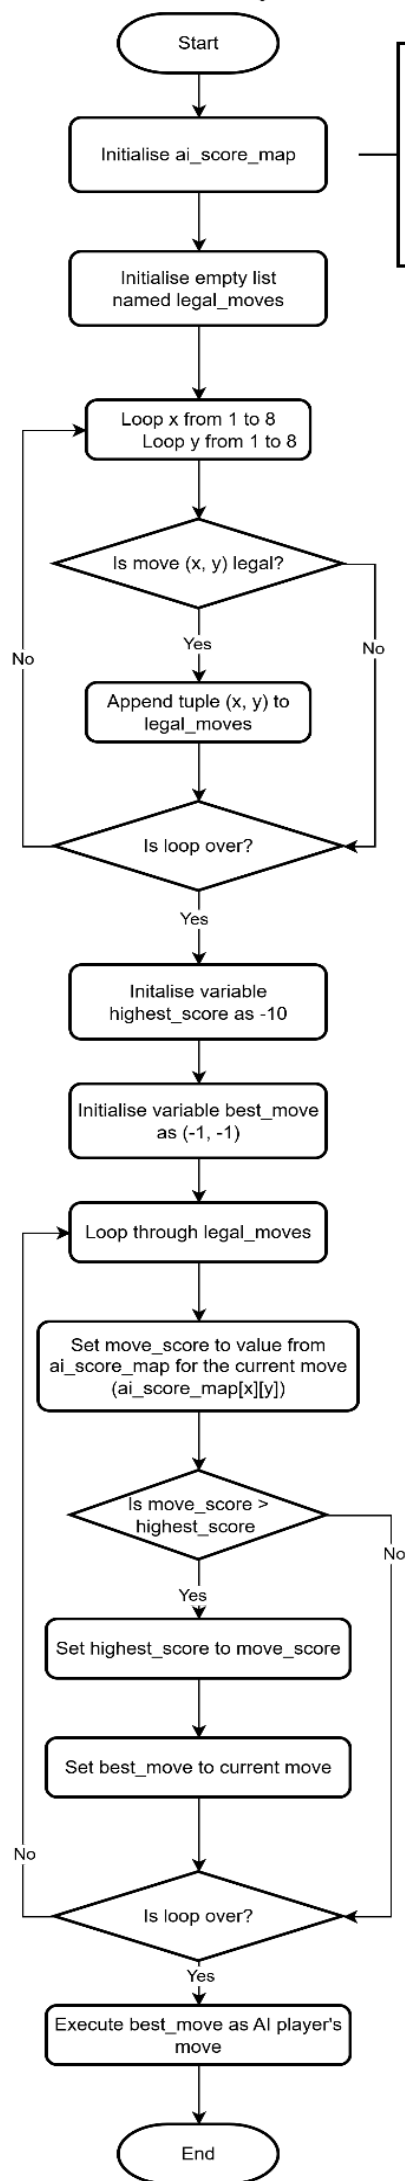 Start
Initialise ai_score_map
Initialise empty list
named legal_moves
Loop x from 1 to 8
Loop y from 1 to 8
Is move (x, y) legal?
Yes
No
No
Append tuple (x, y) to
legal_moves
Is loop over?
Yes
Initalise variable
highest_score as -10
Initialise variable best_move
as (-1, -1)
Loop through legal_moves
Set move_score to value from
ai_score_map for the current move
(ai_score_map[x][y])
Is move_score >
highest_score
No
Yes
Set highest_score to move_score
Set best_move to current move
No
Is loop over?
Yes
Execute best_move as AI player's
move
End